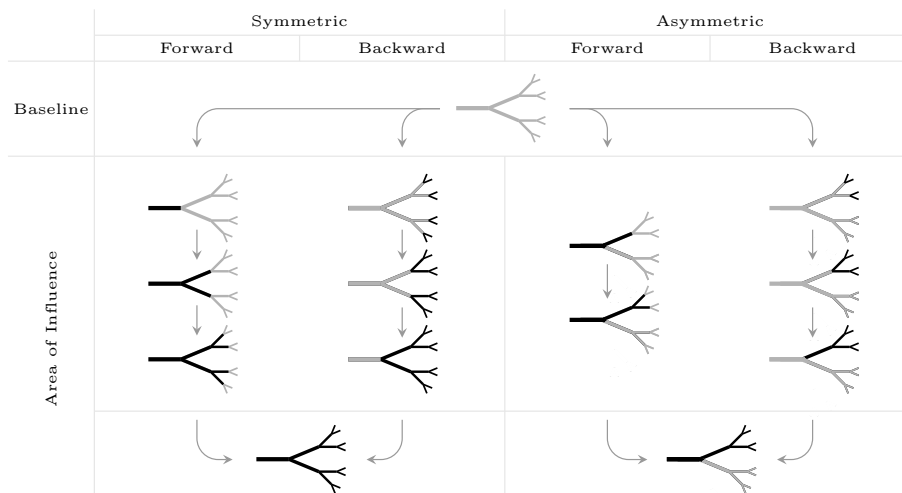 Symmetric Asymmetric
Forward Backward Forward Backward
Baseline
Area of Influence